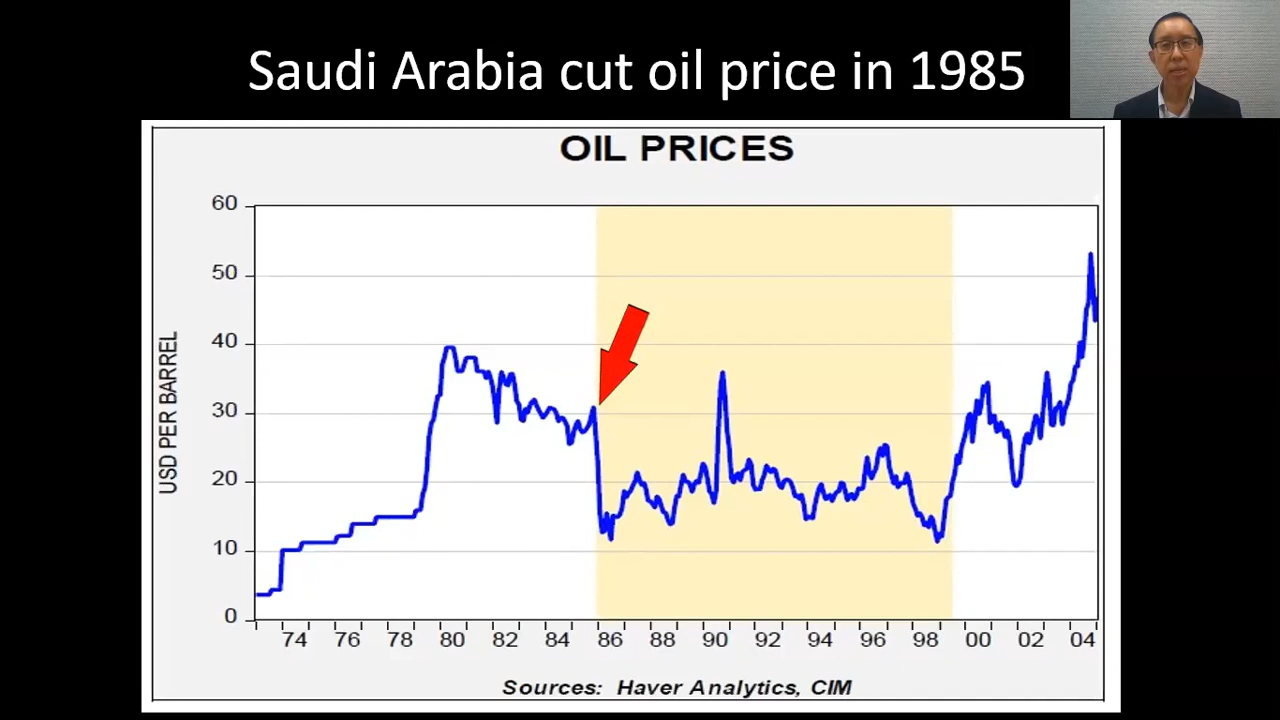 Saudi Arabia cut oil price in 1985
OIL PRICES
60
50
40
30
20
10
0
USD PER BARREL
74 76 78 80 82 84 86 88 90 92 94 96 98 00 02 04
Sources: Haver Analytics, CIM